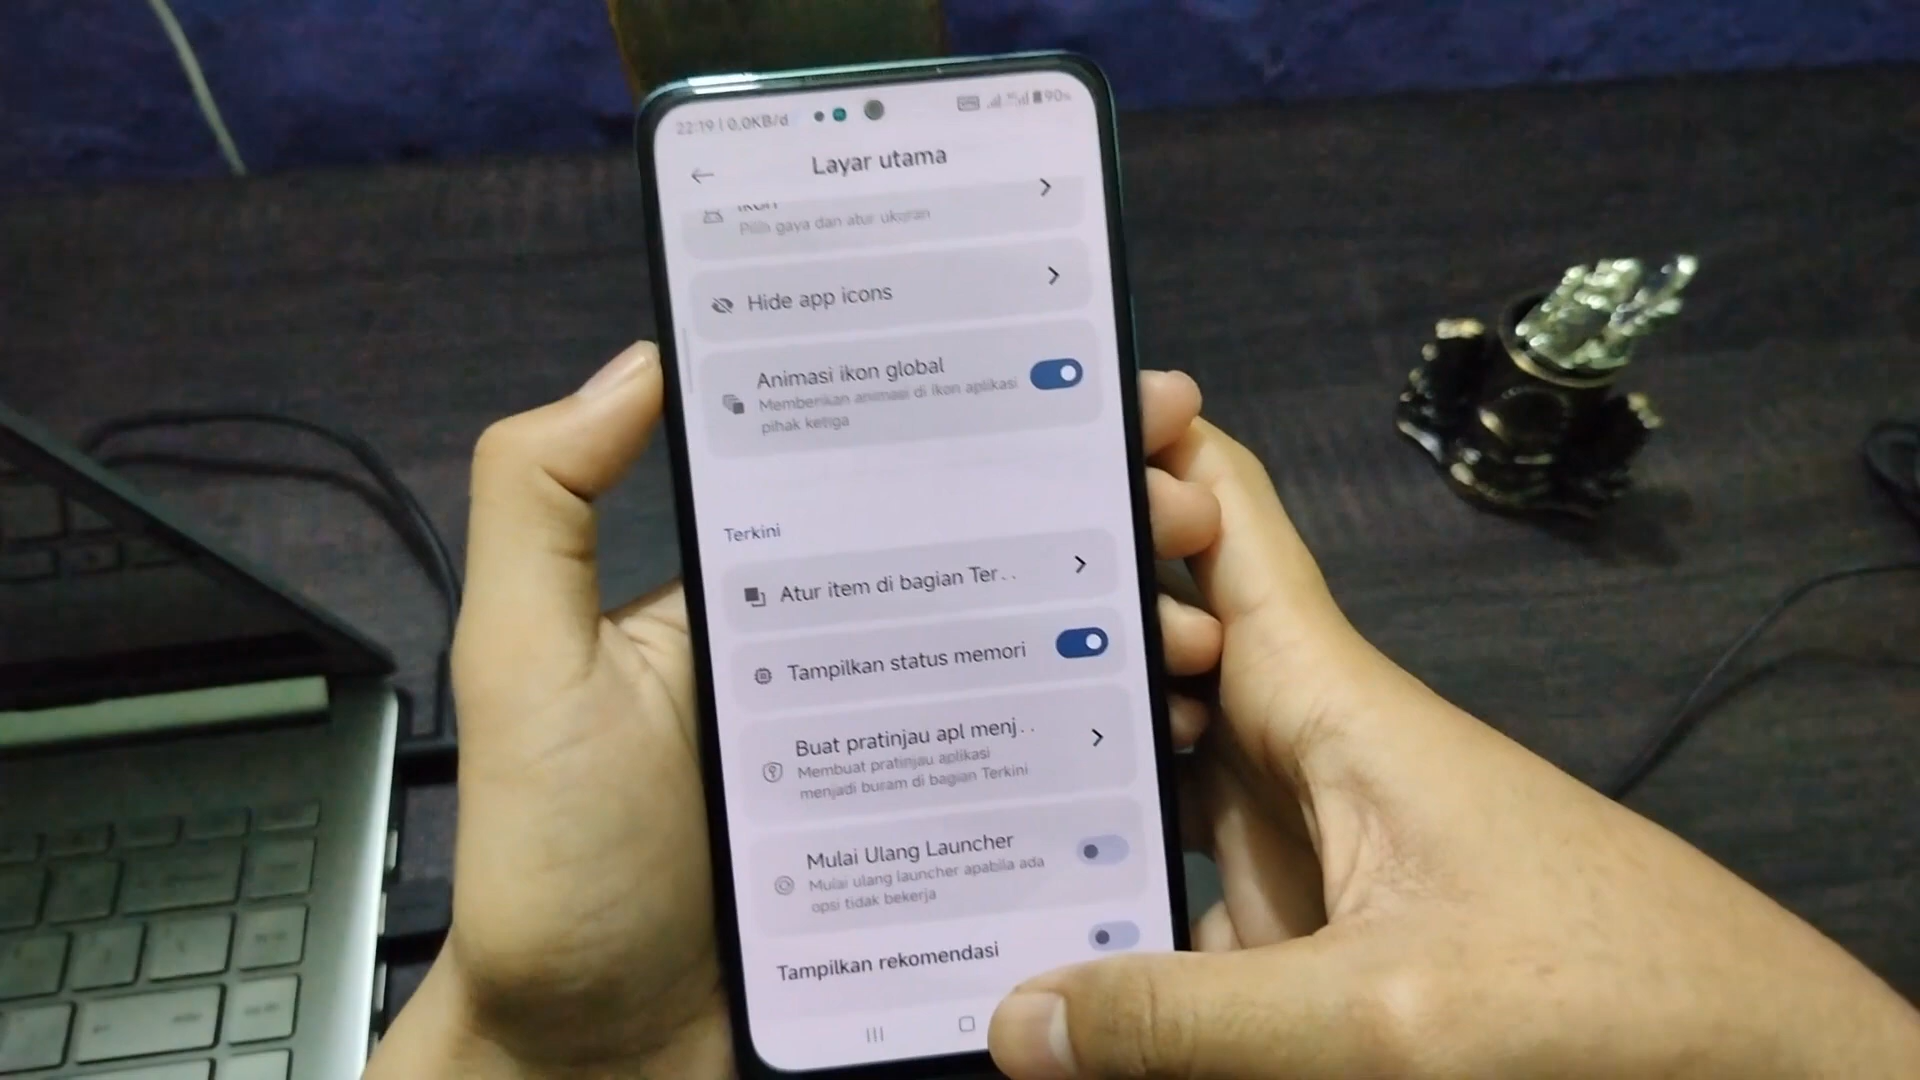 22:19 | 0.0KB/d
90%
Layar utama
Ikon
Pilih gaya dan atur ukuran
Hide app icons
Animasi ikon global
Memberikan animasi di ikon aplikasi
pihak ketiga
Terkini
Atur item di bagian Ter..
Tampilkan status memori
Buat pratinjau apl menj..
Membuat pratinjau aplikasi
menjadi buram di bagian Terkini
Mulai Ulang Launcher
Mulai ulang launcher apabila ada
opsi tidak bekerja
Tampilkan rekomendasi